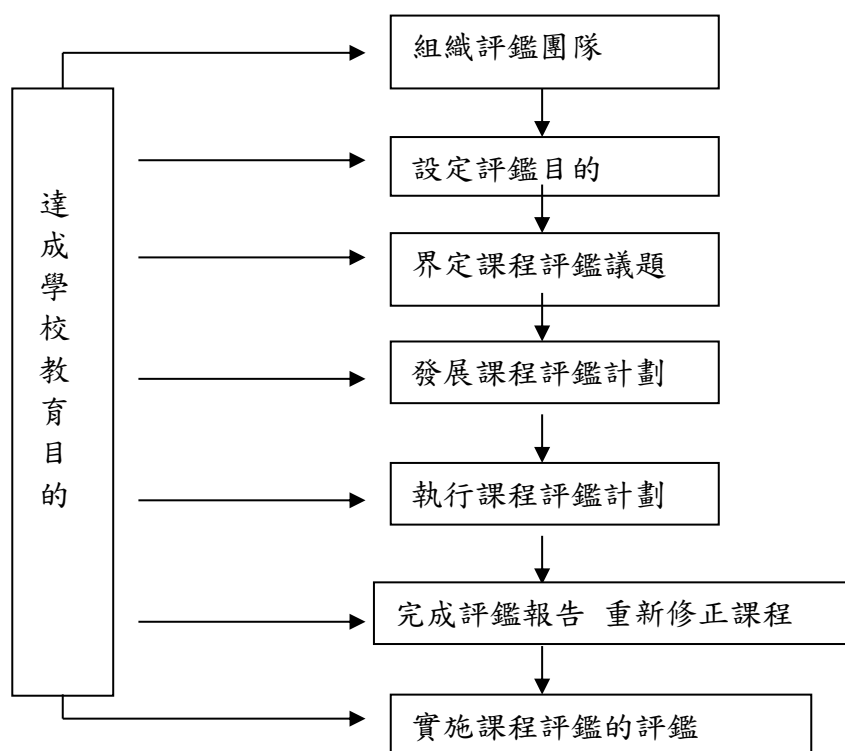 組織評鑑團隊
設定評鑑目的
界定課程評鑑議題
發展課程評鑑計劃
執行課程評鑑計劃
完成評鑑報告 重新修正課程
實施課程評鑑的評鑑
達成學校教育目的